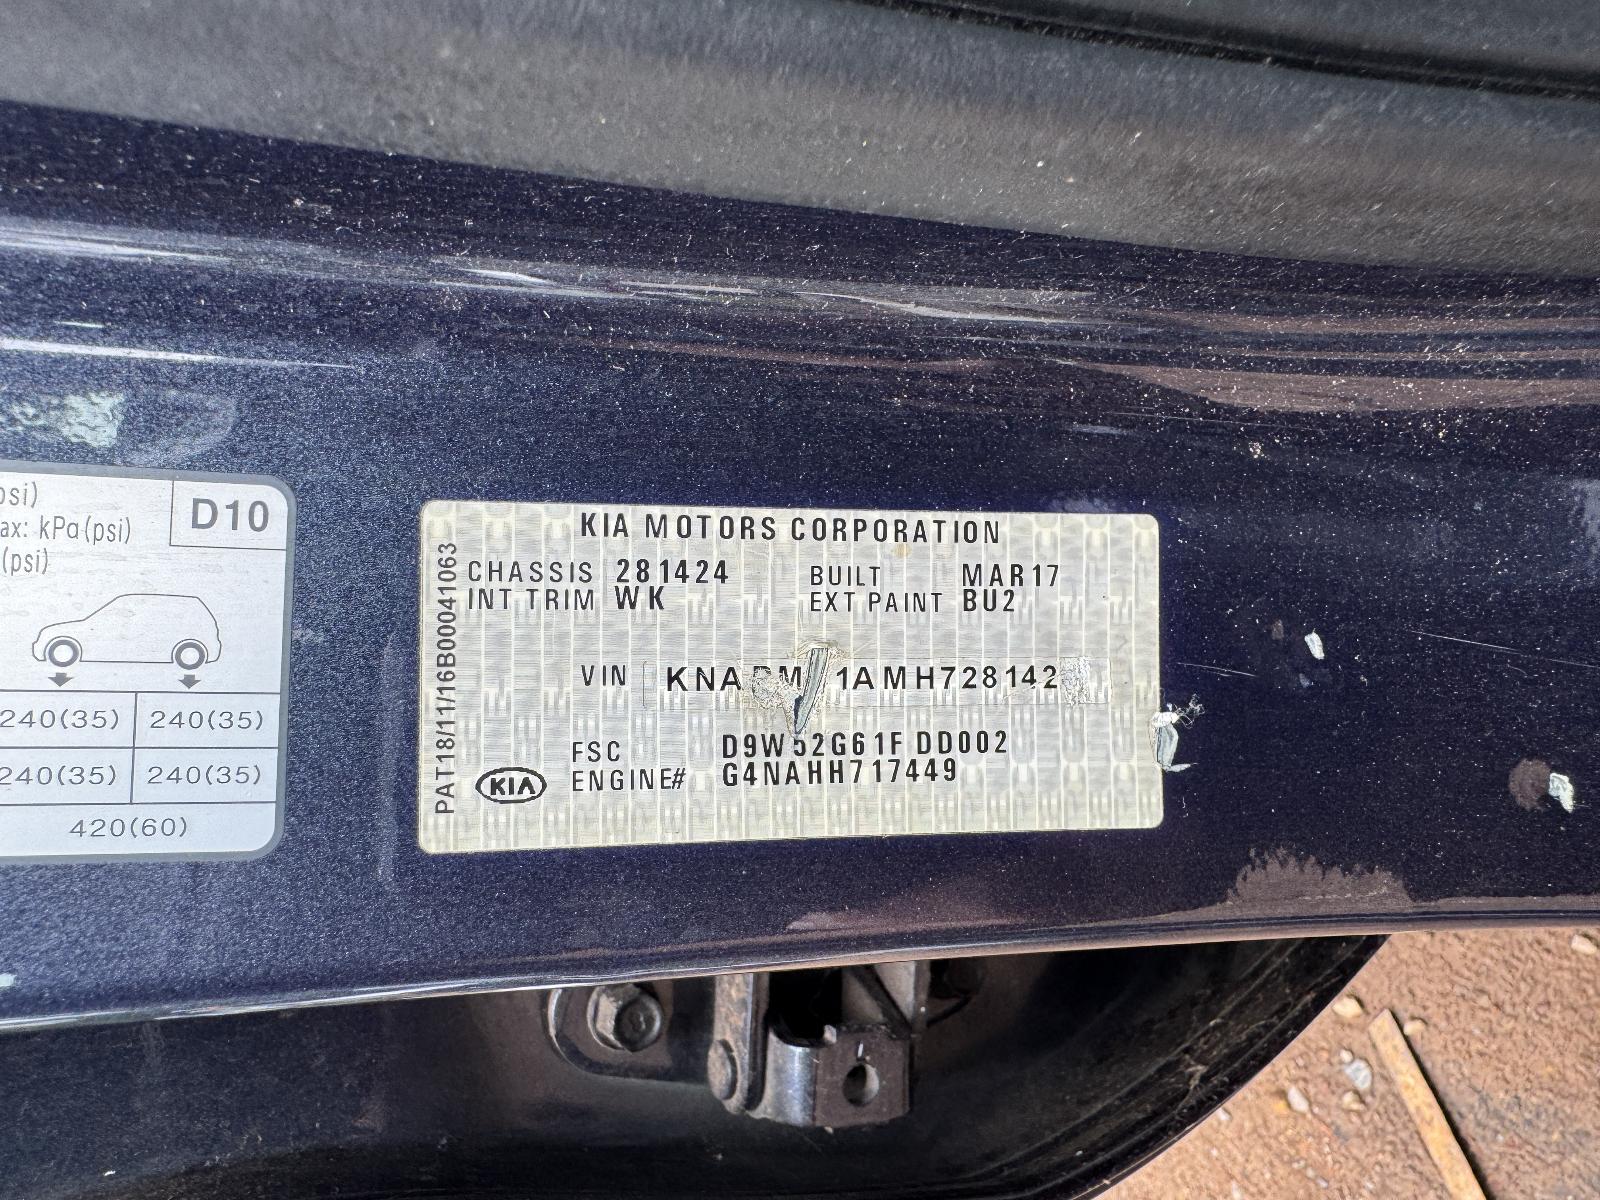 psi)
D10
ax: kPa(psi)
(psi)
240(35) 240(35)
240(35) 240(35)
420(60)
PAT18/11/16B00041063
KIA MOTORS CORPORATION
CHASSIS 281424 BUILT MAR17
INT TRIM WK EXT PAINT BU2
VIN
FSC D9W52G61F DD002
ENGINE# G4NAHH717449
KIA